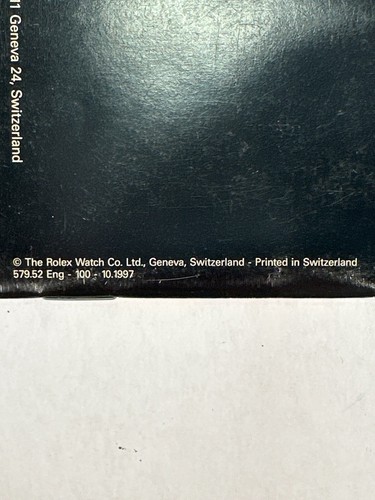 11 Geneva 24, Switzerland
© The Rolex Watch Co. Ltd., Geneva, Switzerland - Printed in Switzerland
579.52 Eng - 100 - 10.1997